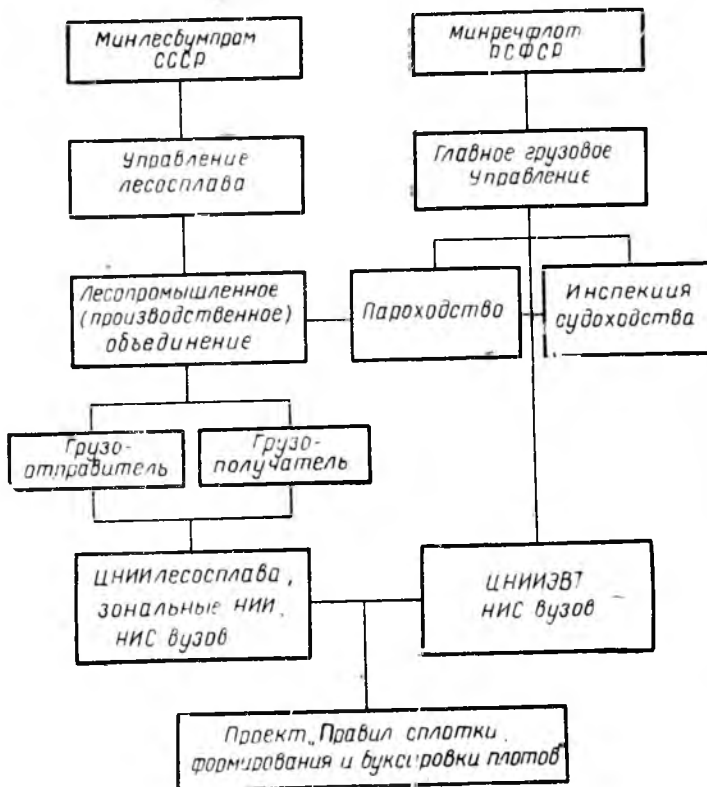 Минлесбумпром
СССР
Минречфлот
РСФСР
Управление
лесосплава
Главное грузовое
управление
Лесопромышленное
(производственное)
объединение
Пароходство
Инспекция
судоходства
Грузо-
отправитель
Грузо-
получатель
ЦНИИлесосплава,
зональные НИИ,
НИС вузов
ЦНИИЭВТ
НИС вузов
Проект „Правил сплотки,
формирования и буксировки плотов"